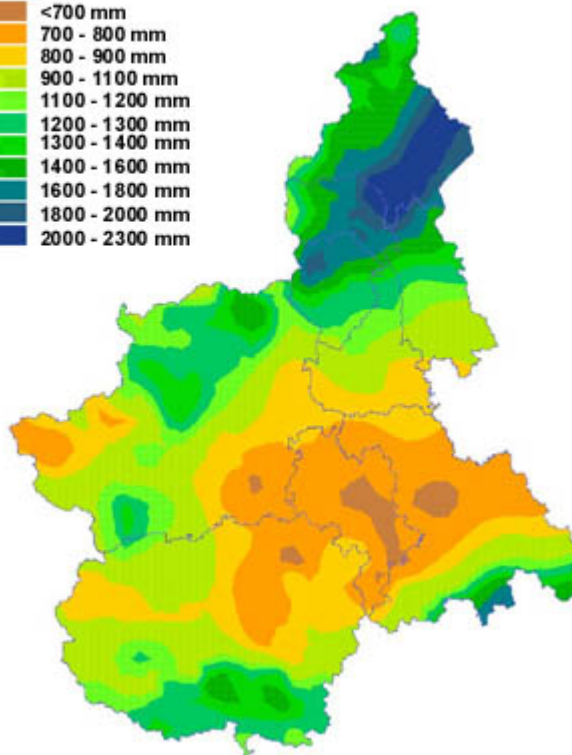 <700 mm
700 - 800 mm
800 - 900 mm
900 - 1100 mm
1100 - 1200 mm
1200 - 1300 mm
1300 - 1400 mm
1400 - 1600 mm
1600 - 1800 mm
1800 - 2000 mm
2000 - 2300 mm